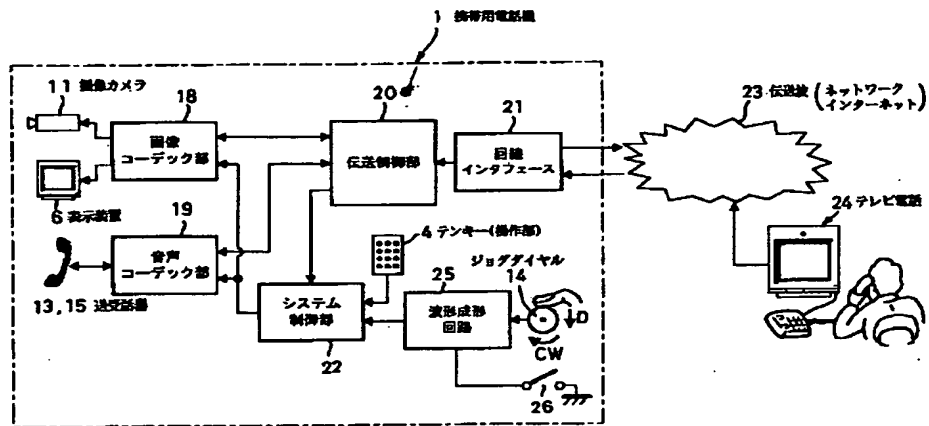 1 携帯用電話機
11 撮像カメラ
18
画像
コーデック部
20
伝送制御部
21
回線
インタフェース
23 伝送波 (ネットワーク
インターネット)
6 表示装置
19
音声
コーデック部
13,15 送受話器
4 テンキー(操作部)
システム
制御部
22
25
波形成形
回路
ジョグダイヤル
14
D
CW
26
24 テレビ電話